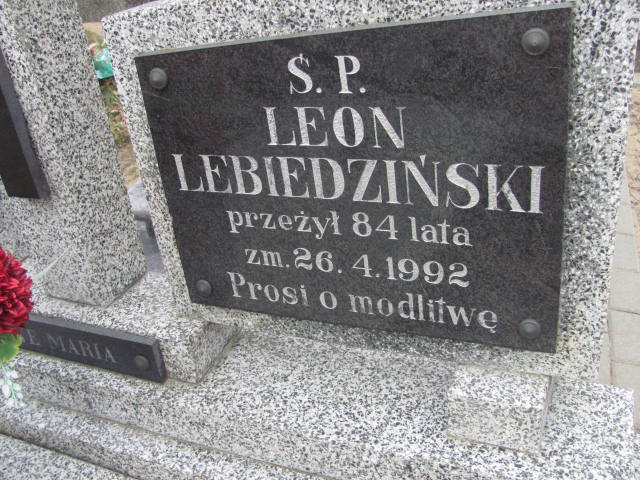 Ś. P.
LEON
LEBIEDZIŃSKI
przeżył 84 lata
zm. 26. 4. 1992
Prosi o modlitwę
E MARIA